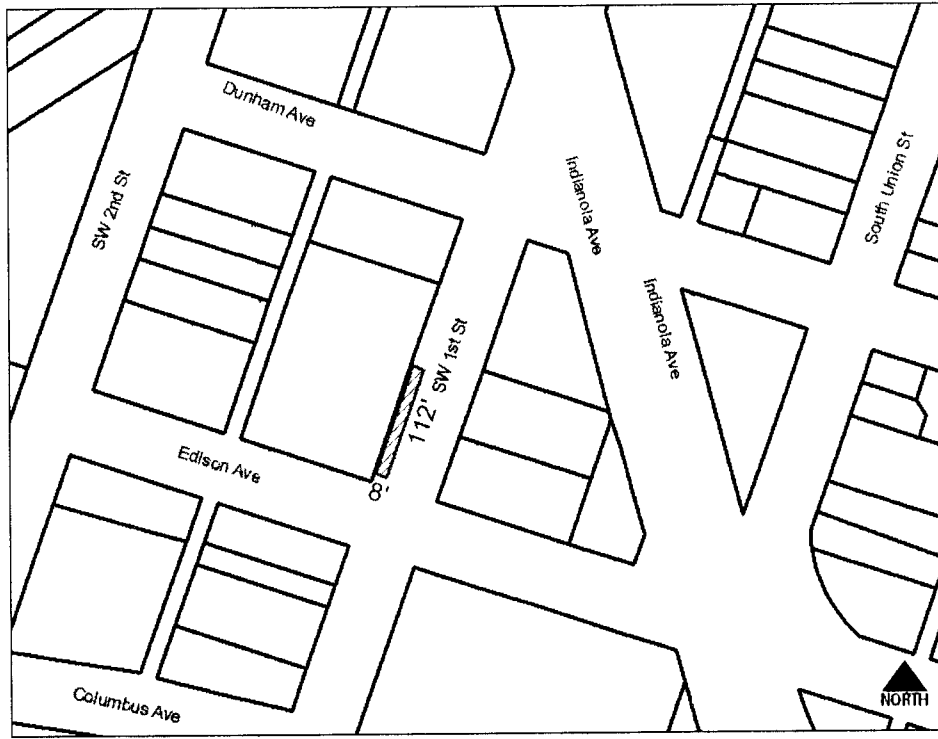 Dunham Ave
SW 2nd St
Indianola Ave
South Union St
Indianola Ave
SW 1st St
112'
Edison Ave
8'
Columbus Ave
NORTH